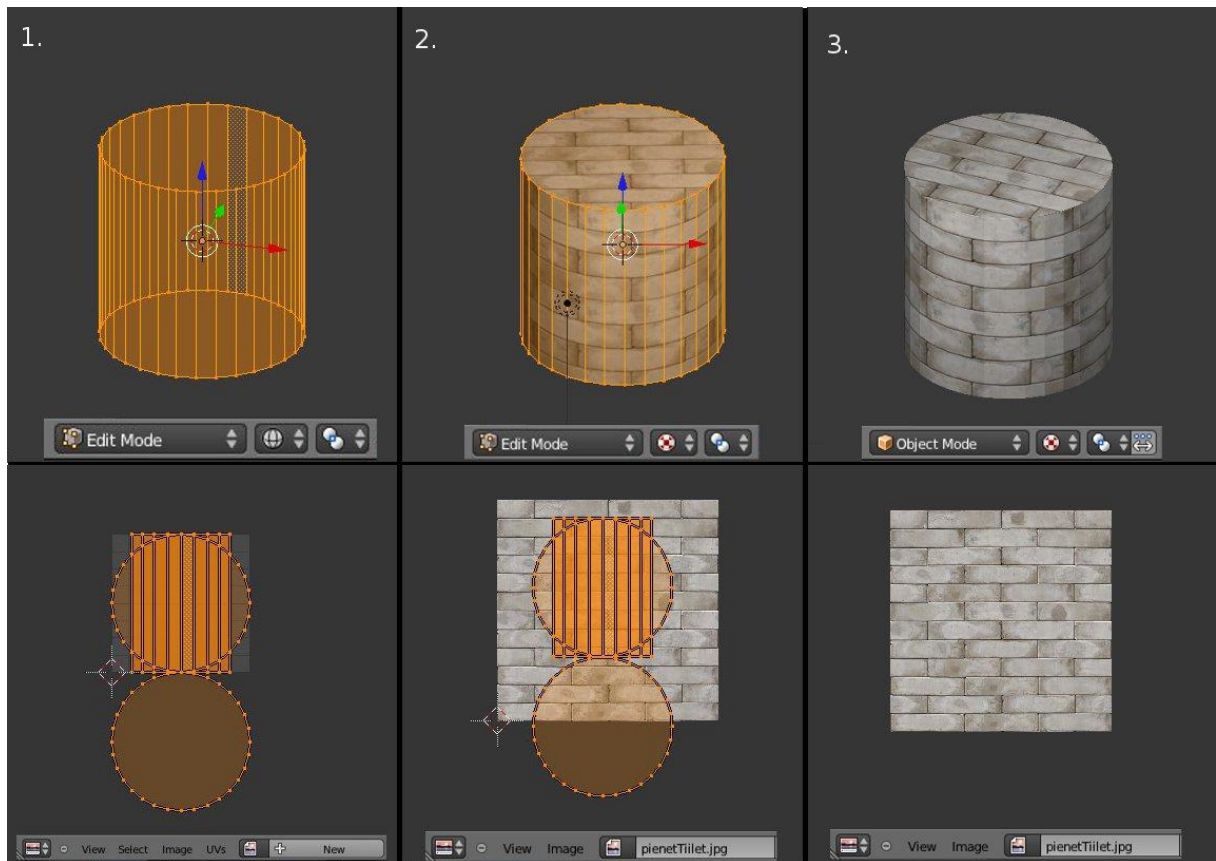 1.
2.
3.
Edit Mode
Edit Mode
Object Mode
View Select Image UVs New
View Image pienetTiilet.jpg
View Image pienetTiilet.jpg